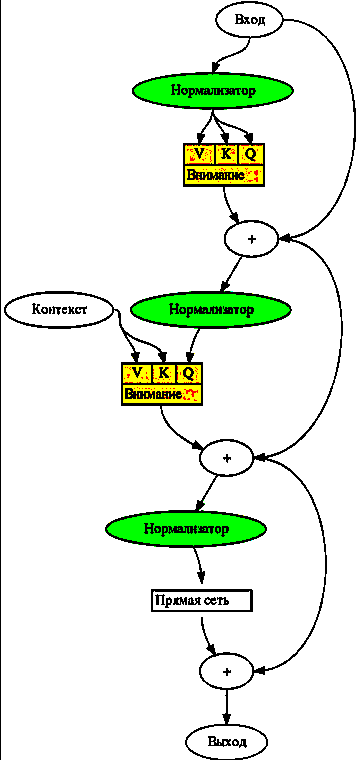 Вход
Нормализатор
V K Q
Внимание
+
Контекст
Нормализатор
V K Q
Внимание
+
Нормализатор
Прямая сеть
+
Выход